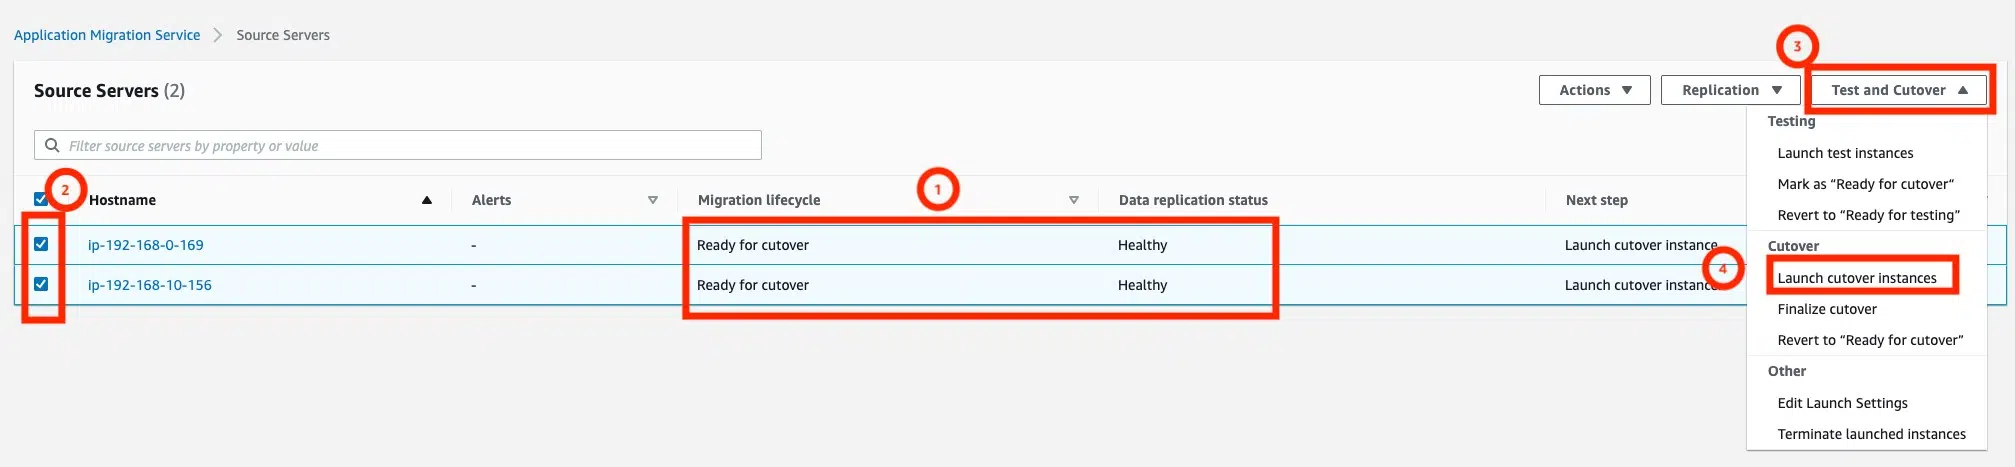 Application Migration Service > Source Servers
3
Source Servers (2)
Actions ▼ Replication ▼ Test and Cutover ▲
Testing
Filter source servers by property or value
Launch test instances
Mark as “Ready for cutover”
2 1
Hostname ▲ Alerts ▽ Migration lifecycle ▽ Data replication status Next step
Revert to “Ready for testing”
ip-192-168-0-169 - Ready for cutover Healthy Launch cutover instance
Cutover
4
Launch cutover instances
ip-192-168-10-156 - Ready for cutover Healthy Launch cutover instance
Finalize cutover
Revert to “Ready for cutover”
Other
Edit Launch Settings
Terminate launched instances